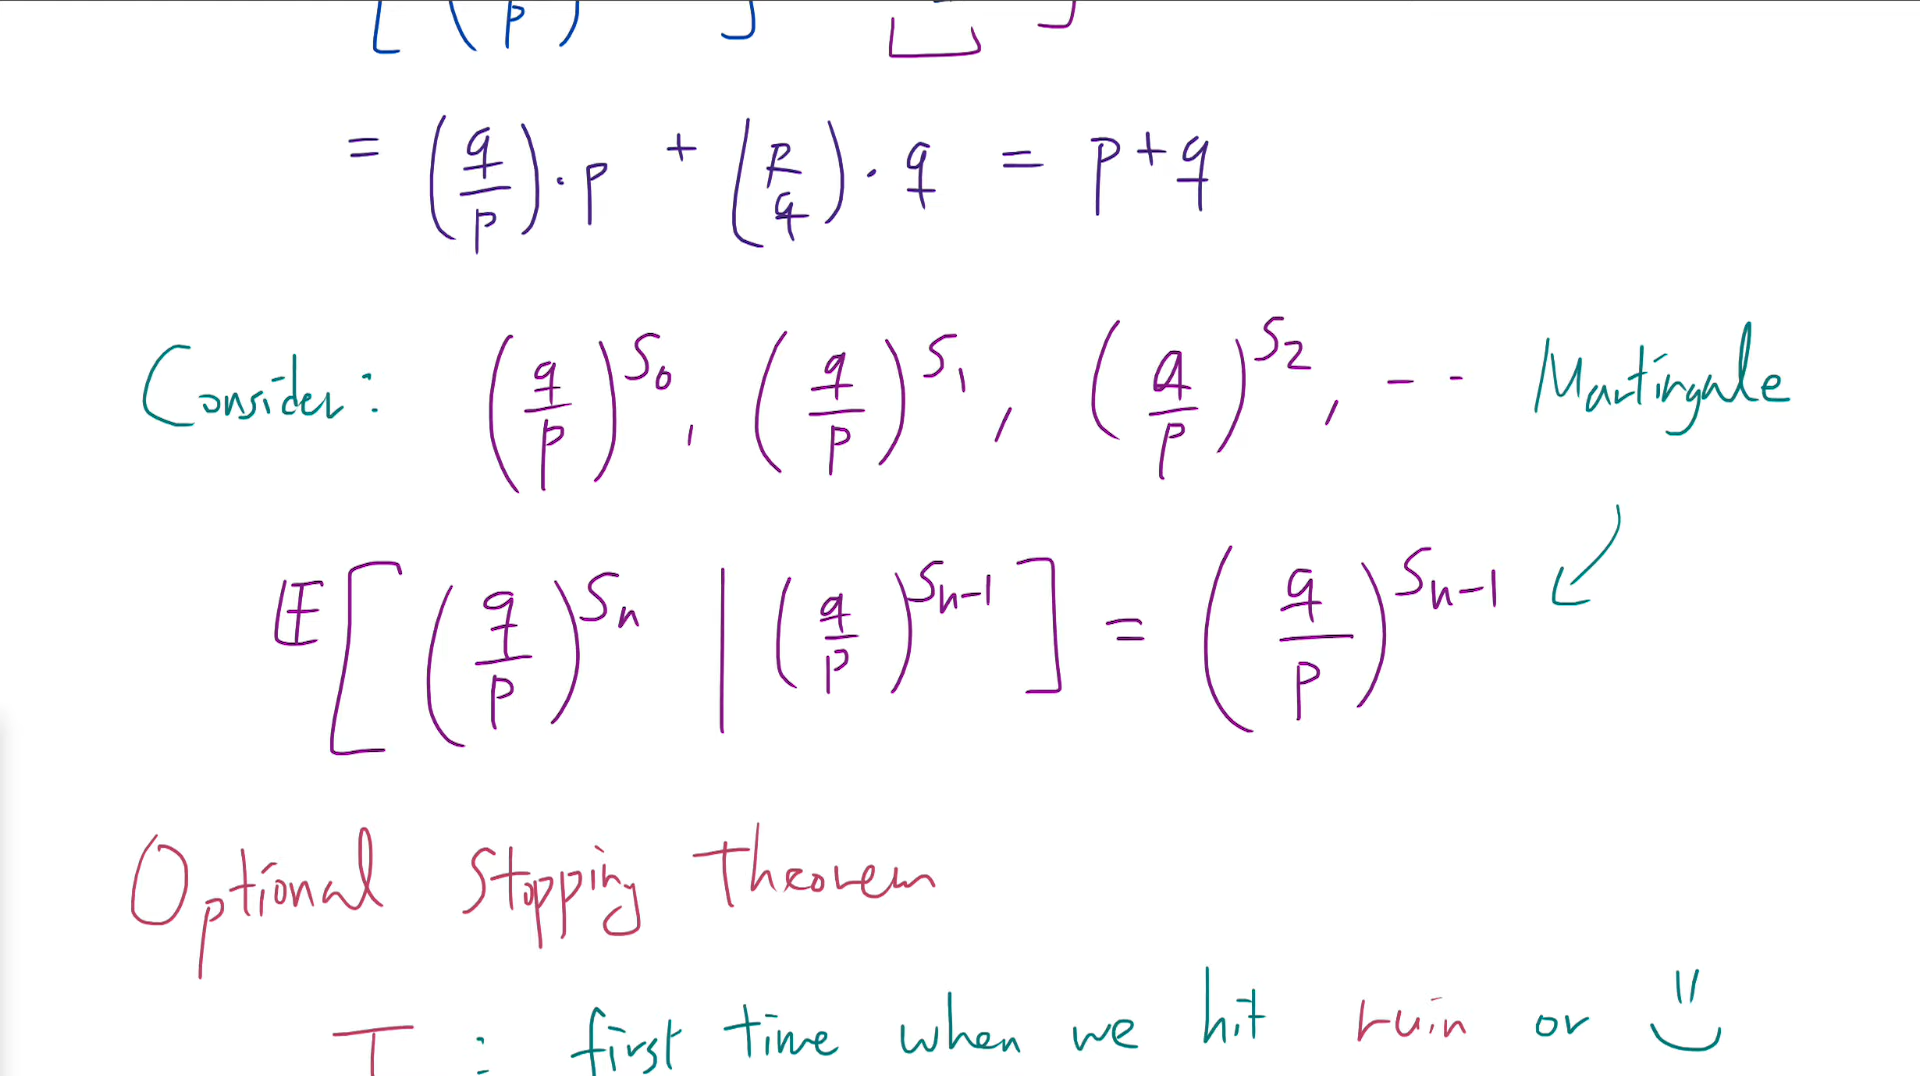 [ ( p ) ]
= (q/p) · p + (p/q) · q = p + q
Consider: (q/p)^S₀, (q/p)^S₁, (q/p)^S₂, - - Martingale
𝔼[(q/p)^Sₙ | (q/p)^Sₙ₋₁] = (q/p)^Sₙ₋₁
Optional Stopping Theorem
T : first time when we hit ruin or